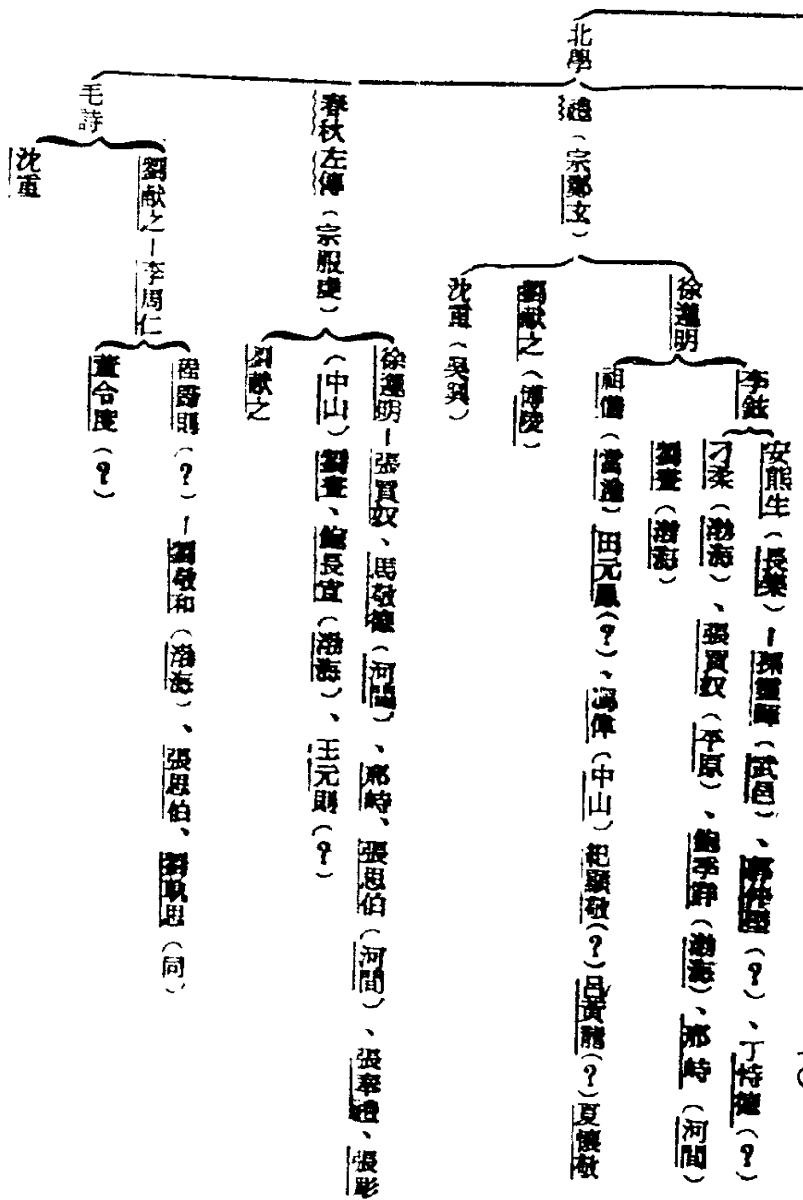 北學
禮（宗鄭玄）
徐遵明
李鉉
安熊生（長樂）－孫靈暉（武邑）、郭仲堅（？）、丁恃德（？）
刁柔（渤海）、張買奴（平原）、鮑季詳（渤海）、邢峙（河間）
劉晝（渤海）
祖儁（當途）田元鳳（？）、馮偉（中山）紀顯敬（？）呂黃龍（？）夏懷敬
劉獻之（博陵）
沈重（吳興）
春秋左傳（宗服虔）
徐遵明－張買奴、馬敬德（河間）、邢峙、張思伯（河間）、張奉禮、張彫
（中山）劉晝、鮑長宣（渤海）、王元則（？）
劉獻之
毛詩
劉献之－李周仁
程歸則（？）－劉敬和（渤海）、張思伯、劉軌思（同）
董令度（？）
沈重